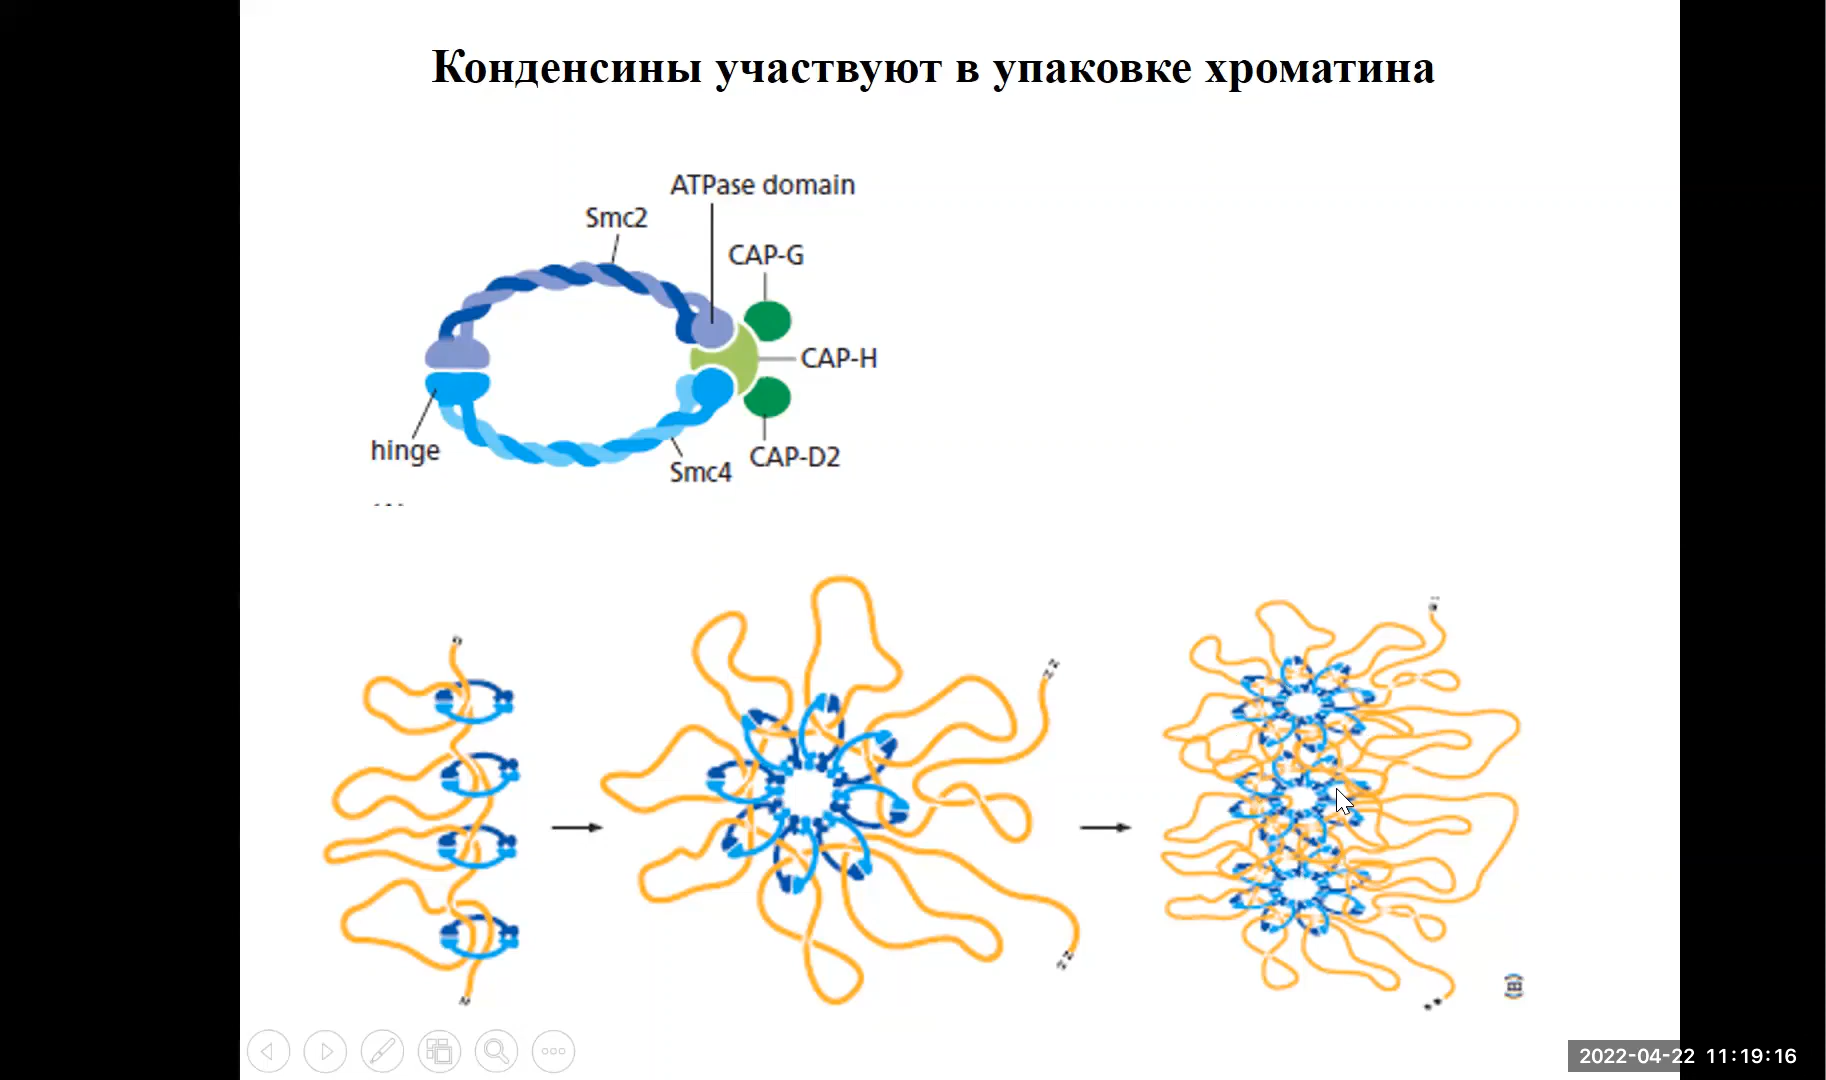 Конденсины участвуют в упаковке хроматина
ATPase domain
Smc2
CAP-G
CAP-H
hinge
Smc4
CAP-D2
(B)
2022-04-22 11:19:16